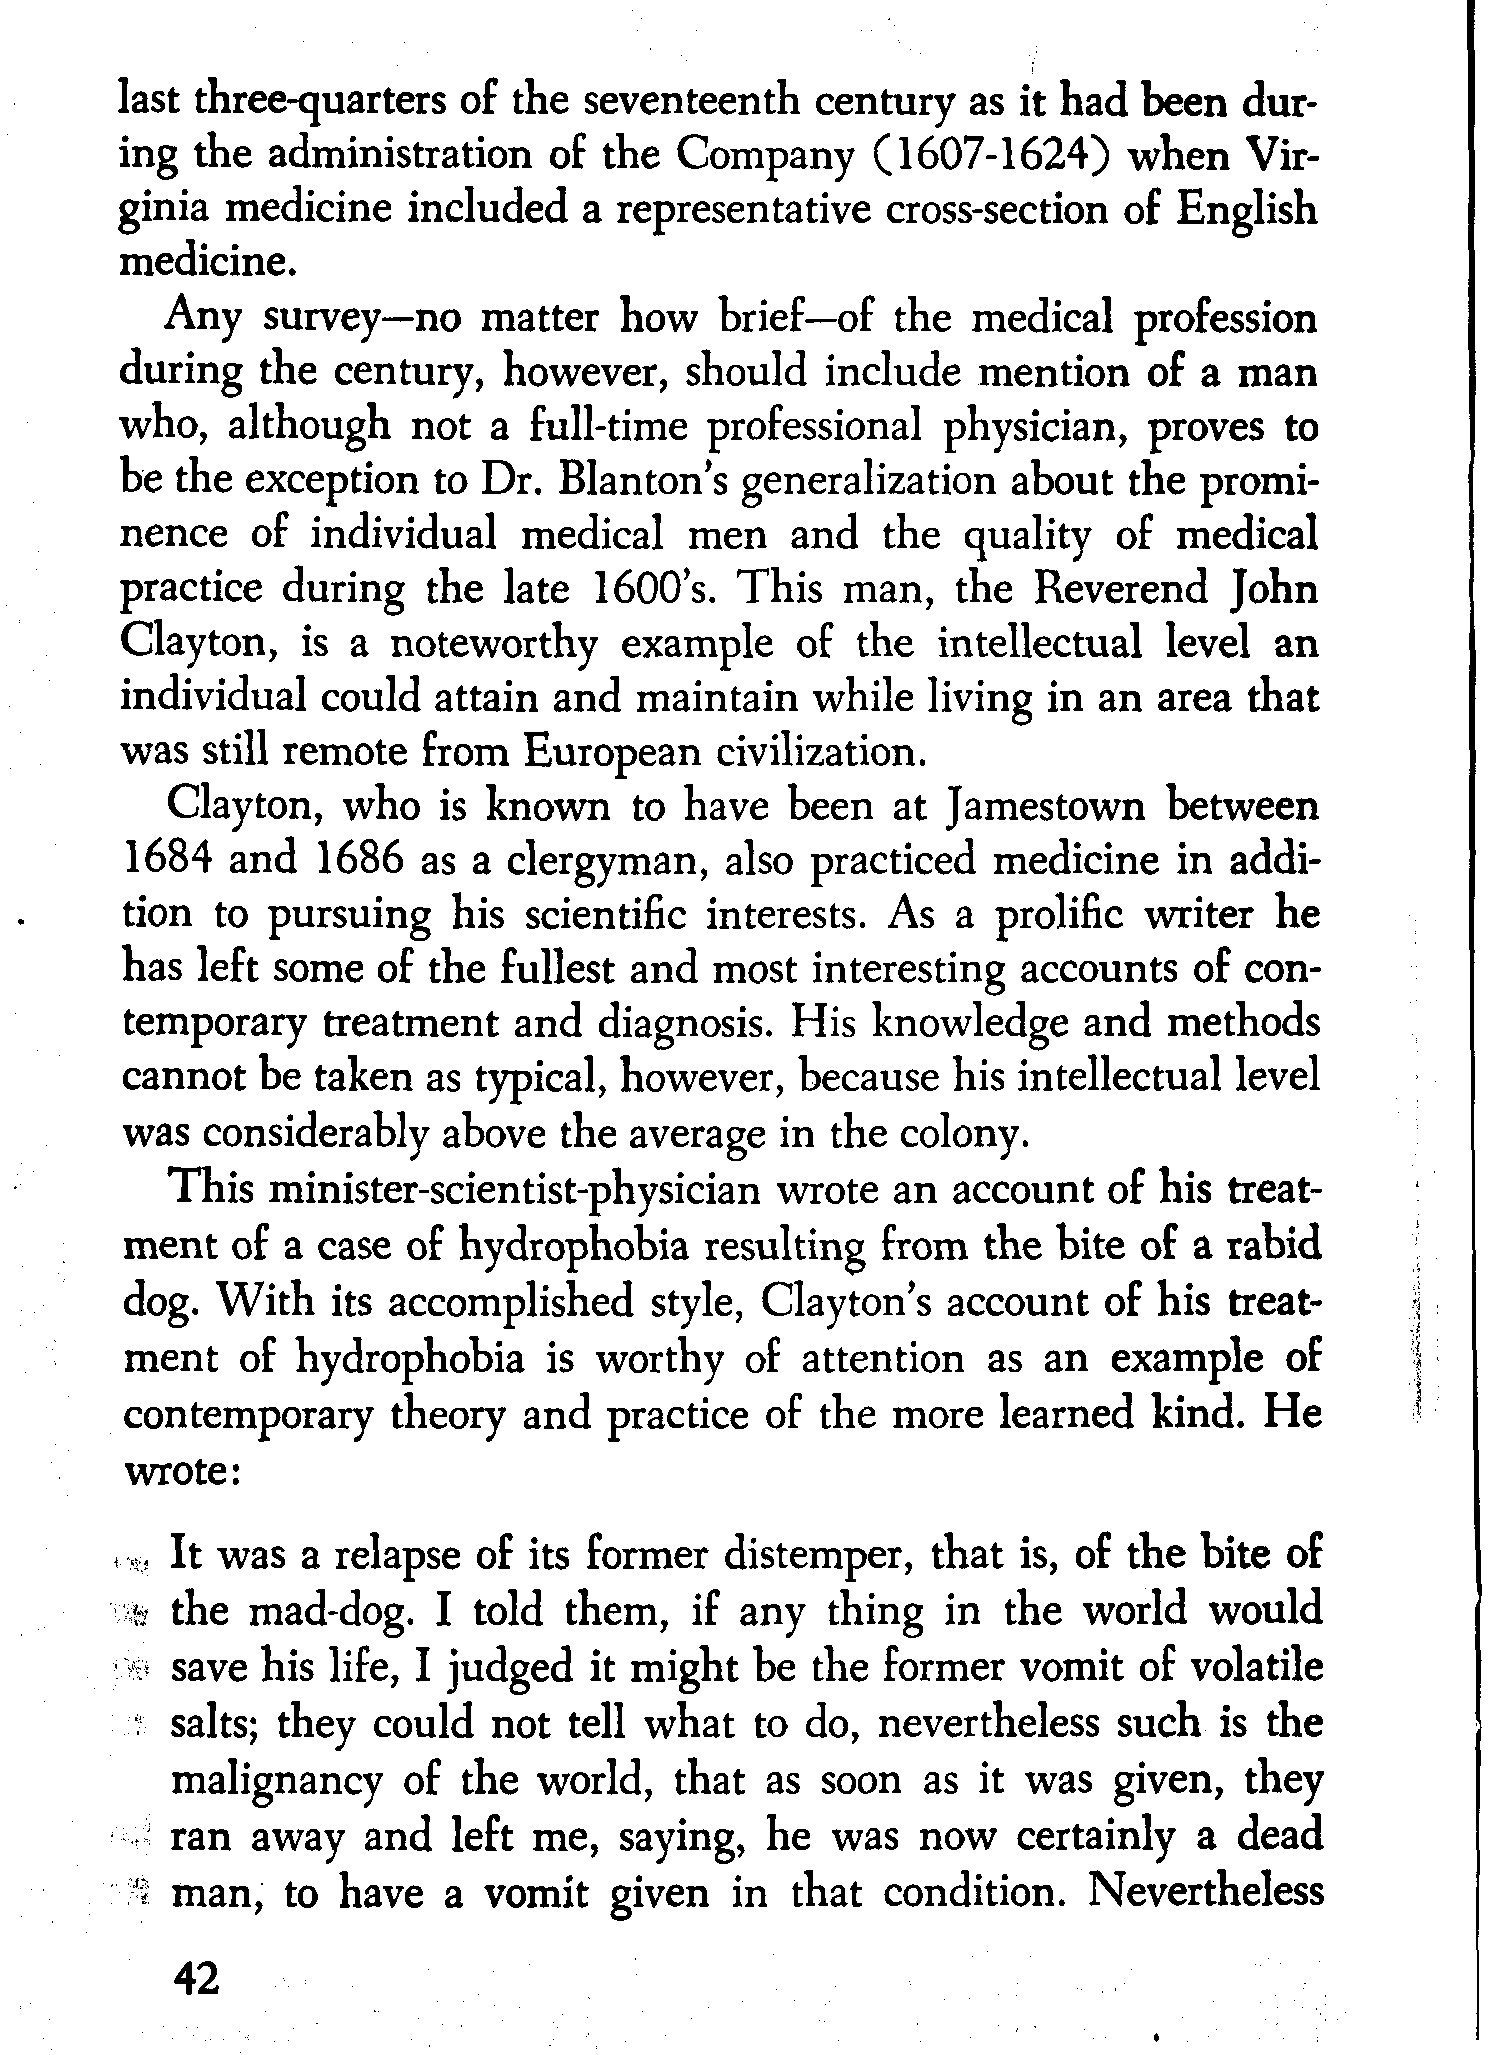 last three-quarters of the seventeenth century as it had been dur-
ing the administration of the Company (1607-1624) when Vir-
ginia medicine included a representative cross-section of English
medicine.
Any survey—no matter how brief—of the medical profession
during the century, however, should include mention of a man
who, although not a full-time professional physician, proves to
be the exception to Dr. Blanton's generalization about the promi-
nence of individual medical men and the quality of medical
practice during the late 1600's. This man, the Reverend John
Clayton, is a noteworthy example of the intellectual level an
individual could attain and maintain while living in an area that
was still remote from European civilization.
Clayton, who is known to have been at Jamestown between
1684 and 1686 as a clergyman, also practiced medicine in addi-
tion to pursuing his scientific interests. As a prolific writer he
has left some of the fullest and most interesting accounts of con-
temporary treatment and diagnosis. His knowledge and methods
cannot be taken as typical, however, because his intellectual level
was considerably above the average in the colony.
This minister-scientist-physician wrote an account of his treat-
ment of a case of hydrophobia resulting from the bite of a rabid
dog. With its accomplished style, Clayton's account of his treat-
ment of hydrophobia is worthy of attention as an example of
contemporary theory and practice of the more learned kind. He
wrote:
It was a relapse of its former distemper, that is, of the bite of
the mad-dog. I told them, if any thing in the world would
save his life, I judged it might be the former vomit of volatile
salts; they could not tell what to do, nevertheless such is the
malignancy of the world, that as soon as it was given, they
ran away and left me, saying, he was now certainly a dead
man, to have a vomit given in that condition. Nevertheless
42